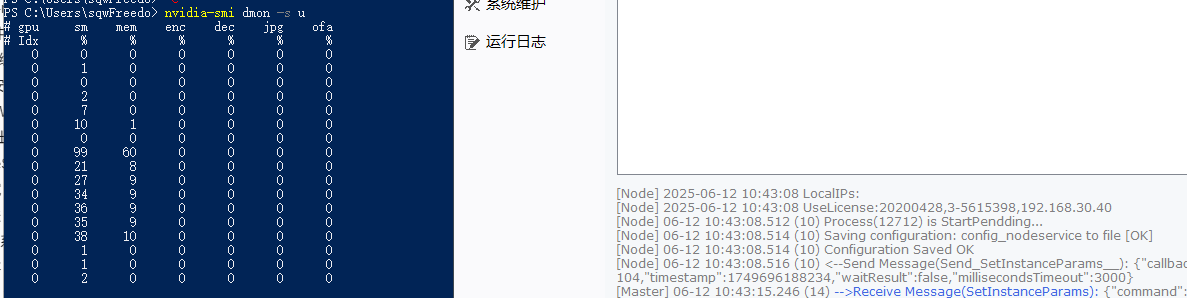 PS C:\Users\sqwFreedo> nvidia-smi dmon -s u
# gpu sm mem enc dec jpg ofa
# Idx % % % % % %
0 0 0 0 0 0 0
0 1 0 0 0 0 0
0 0 0 0 0 0 0
0 2 0 0 0 0 0
0 7 0 0 0 0 0
0 10 1 0 0 0 0
0 0 0 0 0 0 0
0 99 60 0 0 0 0
0 21 8 0 0 0 0
0 27 9 0 0 0 0
0 34 9 0 0 0 0
0 36 9 0 0 0 0
0 35 9 0 0 0 0
0 38 10 0 0 0 0
0 1 0 0 0 0 0
0 1 0 0 0 0 0
0 2 0 0 0 0 0
系统维护
运行日志
[Node] 2025-06-12 10:43:08 LocalIPs:
[Node] 2025-06-12 10:43:08 UseLicense:20200428,3-5615398,192.168.30.40
[Node] 06-12 10:43:08.512 (10) Process(12712) is StartPendding...
[Node] 06-12 10:43:08.514 (10) Saving configuration: config_nodeservice to file [OK]
[Node] 06-12 10:43:08.514 (10) Configuration Saved OK
[Node] 06-12 10:43:08.516 (10) <--Send Message(Send_SetInstanceParams__): {"callba
104,"timestamp":1749696188234,"waitResult":false,"millisecondsTimeout":3000}
[Master] 06-12 10:43:15.246 (14) -->Receive Message(SetInstanceParams): {"command":